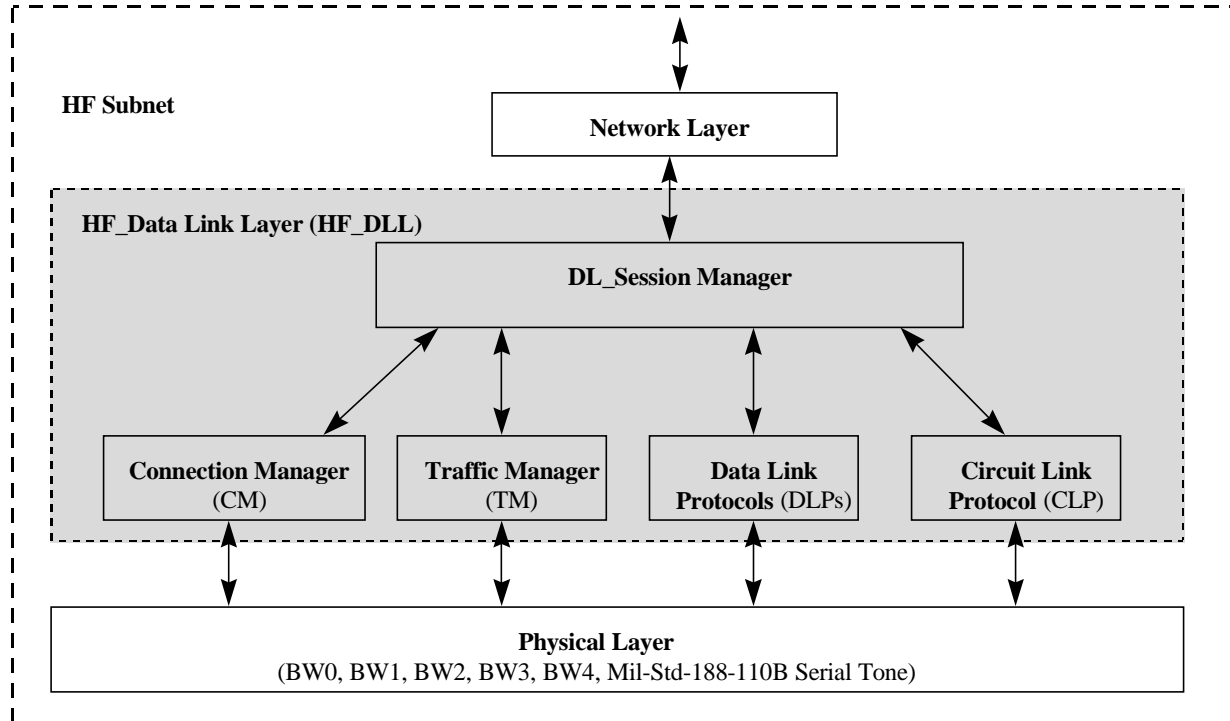 HF Subnet
Network Layer
HF_Data Link Layer (HF_DLL)
DL_Session Manager
Connection Manager
(CM)
Traffic Manager
(TM)
Data Link
Protocols (DLPs)
Circuit Link
Protocol (CLP)
Physical Layer
(BW0, BW1, BW2, BW3, BW4, Mil-Std-188-110B Serial Tone)